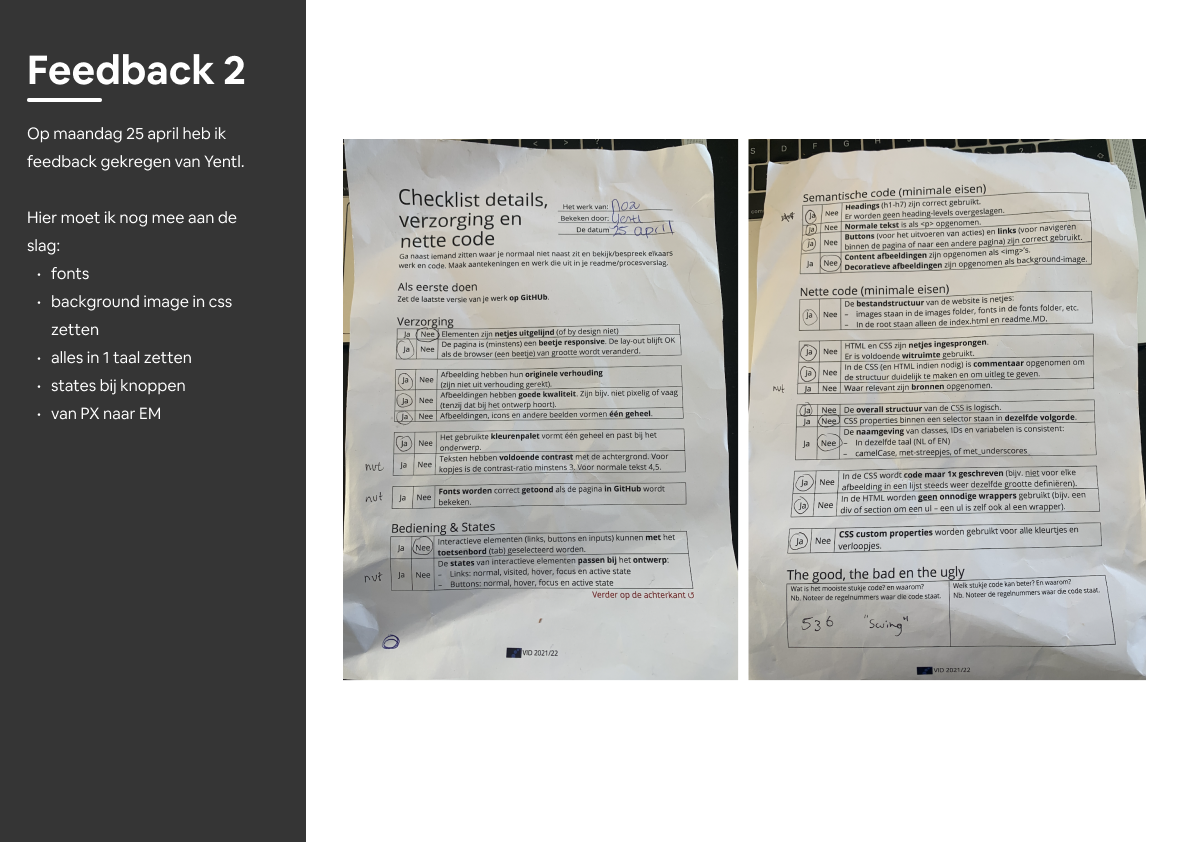 Feedback 2
Op maandag 25 april heb ik
feedback gekregen van Yentl.
Hier moet ik nog mee aan de
slag:
• fonts
• background image in css
zetten
• alles in 1 taal zetten
• states bij knoppen
• van PX naar EM
Checklist details,
verzorging en
nette code
Het werk van: Noa
Bekeken door: Yentl
De datum 25 april
Ga naast iemand zitten waar je normaal niet naast zit en bekijk/bespreek elkaars
werk en code. Maak aantekeningen en werk die uit in je readme/procesverslag.
Als eerste doen
Zet de laatste versie van je werk op GitHUb.
Verzorging
Ja Nee Elementen zijn netjes uitgelijnd (of by design niet)
Ja Nee De pagina is (minstens) een beetje responsive. De lay-out blijft OK
als de browser (een beetje) van grootte wordt veranderd.
Ja Nee Afbeelding hebben hun originele verhouding
(zijn niet uit verhouding gerekt).
Ja Nee Afbeeldingen hebben goede kwaliteit. Zijn bijv. niet pixelig of vaag
(tenzij dat bij het ontwerp hoort).
Ja Nee Afbeeldingen, icons en andere beelden vormen één geheel.
Ja Nee Het gebruikte kleurenpalet vormt één geheel en past bij het
onderwerp.
nvt Ja Nee Teksten hebben voldoende contrast met de achtergrond. Voor
kopjes is de contrast-ratio minstens 3. Voor normale tekst 4,5.
nvt Ja Nee Fonts worden correct getoond als de pagina in GitHub wordt
bekeken.
Bediening & States
Ja Nee Interactieve elementen (links, buttons en inputs) kunnen met het
toetsenbord (tab) geselecteerd worden.
De states van interactieve elementen passen bij het ontwerp:
nvt Ja Nee – Links: normal, visited, hover, focus en active state
– Buttons: normal, hover, focus en active state
Verder op de achterkant ↺
VID 2021/22
Semantische code (minimale eisen)
Ja Nee Headings (h1-h7) zijn correct gebruikt.
Er worden geen heading-levels overgeslagen.
Ja Nee Normale tekst is als <p> opgenomen.
Ja Nee Buttons (voor het uitvoeren van acties) en links (voor navigeren
binnen de pagina of naar een andere pagina) zijn correct gebruikt.
Ja Nee Content afbeeldingen zijn opgenomen als <img>'s.
Decoratieve afbeeldingen zijn opgenomen als background-image.
Nette code (minimale eisen)
De bestandstructuur van de website is netjes:
Ja Nee – images staan in de images folder, fonts in de fonts folder, etc.
– In de root staan alleen de index.html en readme.MD.
Ja Nee HTML en CSS zijn netjes ingesprongen.
Er is voldoende witruimte gebruikt.
Ja Nee In de CSS (en HTML indien nodig) is commentaar opgenomen om
de structuur duidelijk te maken en om uitleg te geven.
nvt Ja Nee Waar relevant zijn bronnen opgenomen.
Ja Nee De overall structuur van de CSS is logisch.
Ja Nee CSS properties binnen een selector staan in dezelfde volgorde.
De naamgeving van classes, IDs en variabelen is consistent:
Ja Nee – In dezelfde taal (NL of EN)
– camelCase, met-streepjes, of met_underscores
Ja Nee In de CSS wordt code maar 1x geschreven (bijv. niet voor elke
afbeelding in een lijst steeds weer dezelfde grootte definiëren).
Ja Nee In de HTML worden geen onnodige wrappers gebruikt (bijv. een
div of section om een ul – een ul is zelf ook al een wrapper).
Ja Nee CSS custom properties worden gebruikt voor alle kleurtjes en
verloopjes.
The good, the bad en the ugly
Wat is het mooiste stukje code? en waarom?
Nb. Noteer de regelnummers waar die code staat.
536 "Swing"
Welk stukje code kan beter? En waarom?
Nb. Noteer de regelnummers waar die code staat.
VID 2021/22